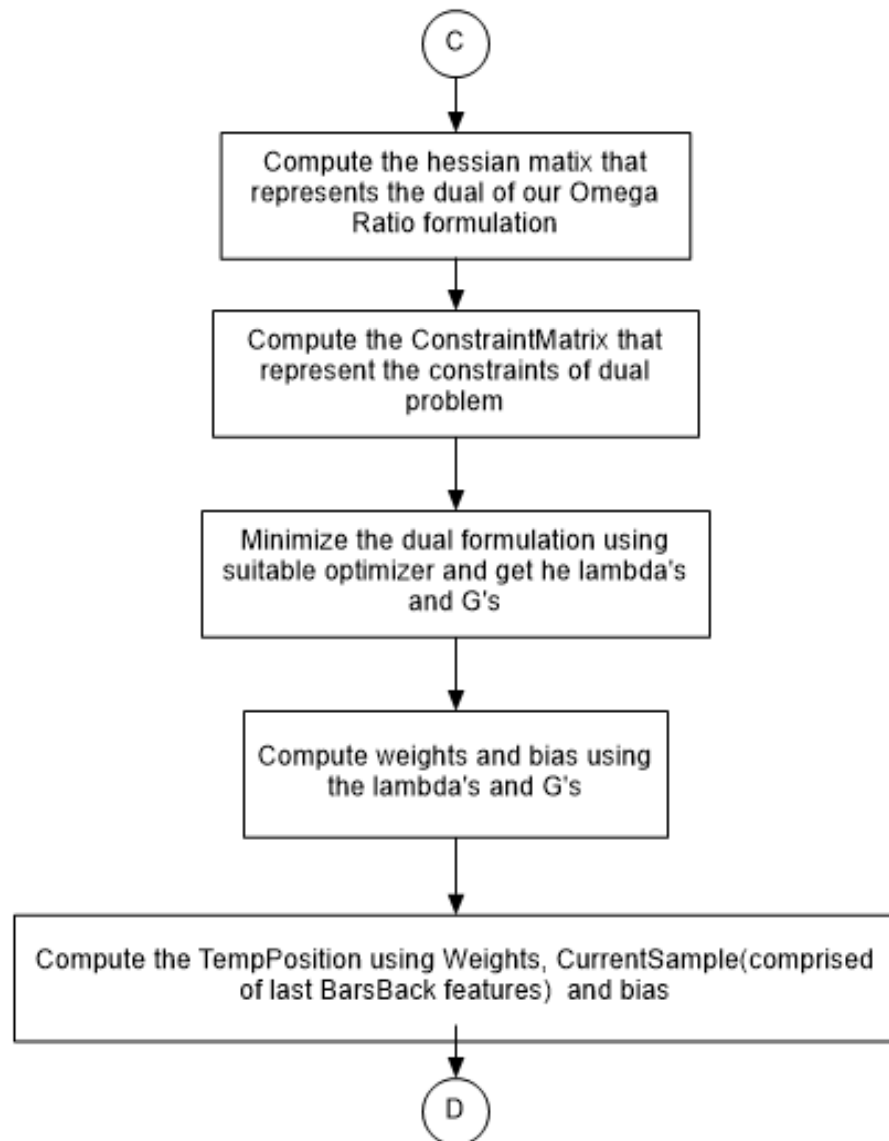 C
Compute the hessian matix that
represents the dual of our Omega
Ratio formulation
Compute the ConstraintMatrix that
represent the constraints of dual
problem
Minimize the dual formulation using
suitable optimizer and get he lambda's
and G's
Compute weights and bias using
the lambda's and G's
Compute the TempPosition using Weights, CurrentSample(comprised
of last BarsBack features) and bias
D